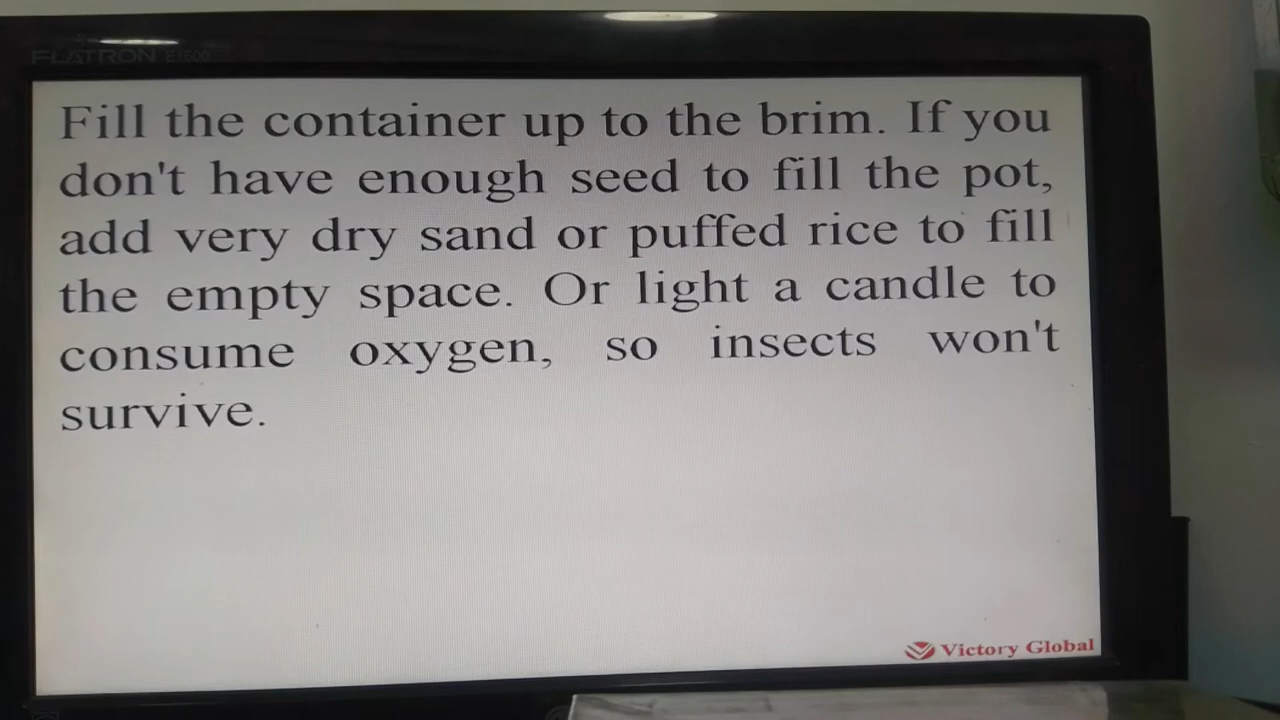 FLATRON E1600
Fill the container up to the brim. If you
don't have enough seed to fill the pot,
add very dry sand or puffed rice to fill
the empty space. Or light a candle to
consume oxygen, so insects won't
survive.
Victory Global